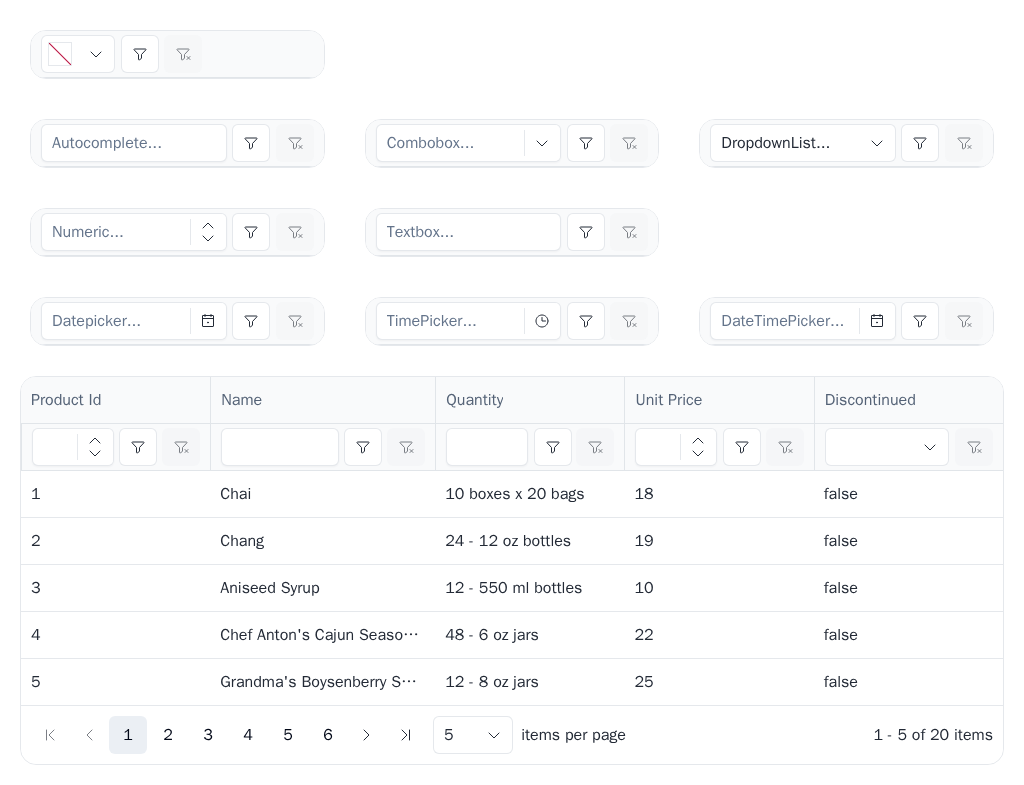 Autocomplete... Combobox... DropdownList...
Numeric... Textbox...
Datepicker... TimePicker... DateTimePicker...
Product Id Name Quantity Unit Price Discontinued
1 Chai 10 boxes x 20 bags 18 false
2 Chang 24 - 12 oz bottles 19 false
3 Aniseed Syrup 12 - 550 ml bottles 10 false
4 Chef Anton's Cajun Seaso... 48 - 6 oz jars 22 false
5 Grandma's Boysenberry S... 12 - 8 oz jars 25 false
1 2 3 4 5 6 5 items per page 1 - 5 of 20 items